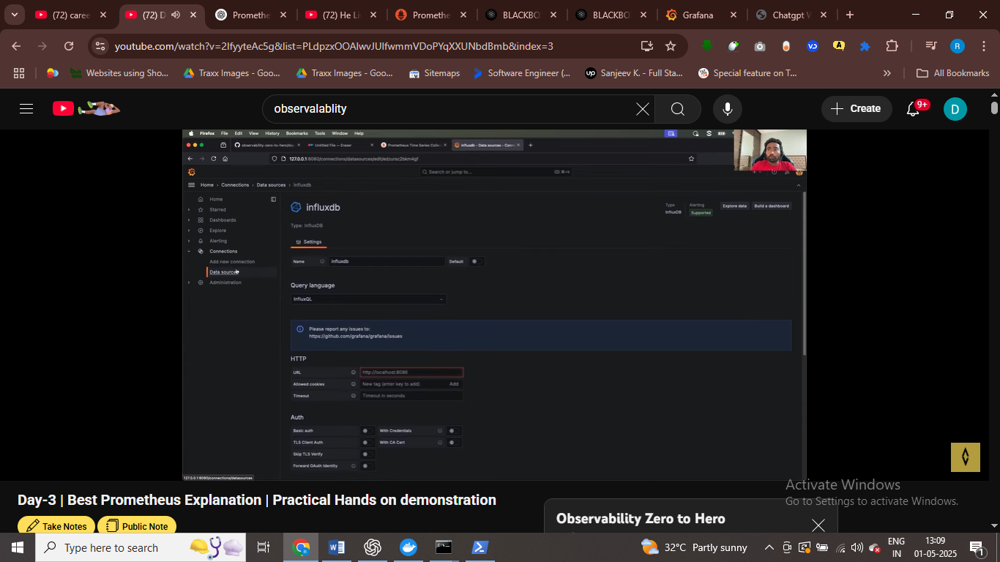 (72) caree
(72) D
Promethe
(72) He Li
Promethe
BLACKBO
BLACKBO
Grafana
Chatgpt W
youtube.com/watch?v=2IfyyteAc5g&list=PLdpzxOOAlwvJUIfwmmVDoPYqXXUNbdBmb&index=3
R
Websites using Sho...
Traxx Images - Goo...
Traxx Images - Goo...
Sitemaps
Software Engineer (...
up
Sanjeev K. - Full Sta...
Special feature on T...
All Bookmarks
observalablity
Create
9+
D
Firefox File Edit View History Bookmarks Tools Window Help
observability-zero-to-hero/day
Untitled File — Eraser
Prometheus Time Series Collec
influxdb - Data sources - Conn
127.0.0.1:8080/connections/datasources/edit/edzursc2bkm4gf
Search or jump to...
Home › Connections › Data sources › influxdb
Home
Starred
Dashboards
Explore
Alerting
Connections
Add new connection
Data sources
Administration
influxdb
Type
InfluxDB
Alerting
Supported
Explore data
Build a dashboard
Type: InfluxDB
Settings
Name
influxdb
Default
Query language
InfluxQL
Please report any issues to:
https://github.com/grafana/grafana/issues
HTTP
URL
http://localhost:8086
Allowed cookies
New tag (enter key to add)
Add
Timeout
Timeout in seconds
Auth
Basic auth
With Credentials
TLS Client Auth
With CA Cert
Skip TLS Verify
Forward OAuth Identity
127.0.0.1:8080/connections/datasources
Day-3 | Best Prometheus Explanation | Practical Hands on demonstration
Take Notes
Public Note
Observability Zero to Hero
Activate Windows
Go to Settings to activate Windows.
Type here to search
32°C Partly sunny
ENG
IN
13:09
01-05-2025
1